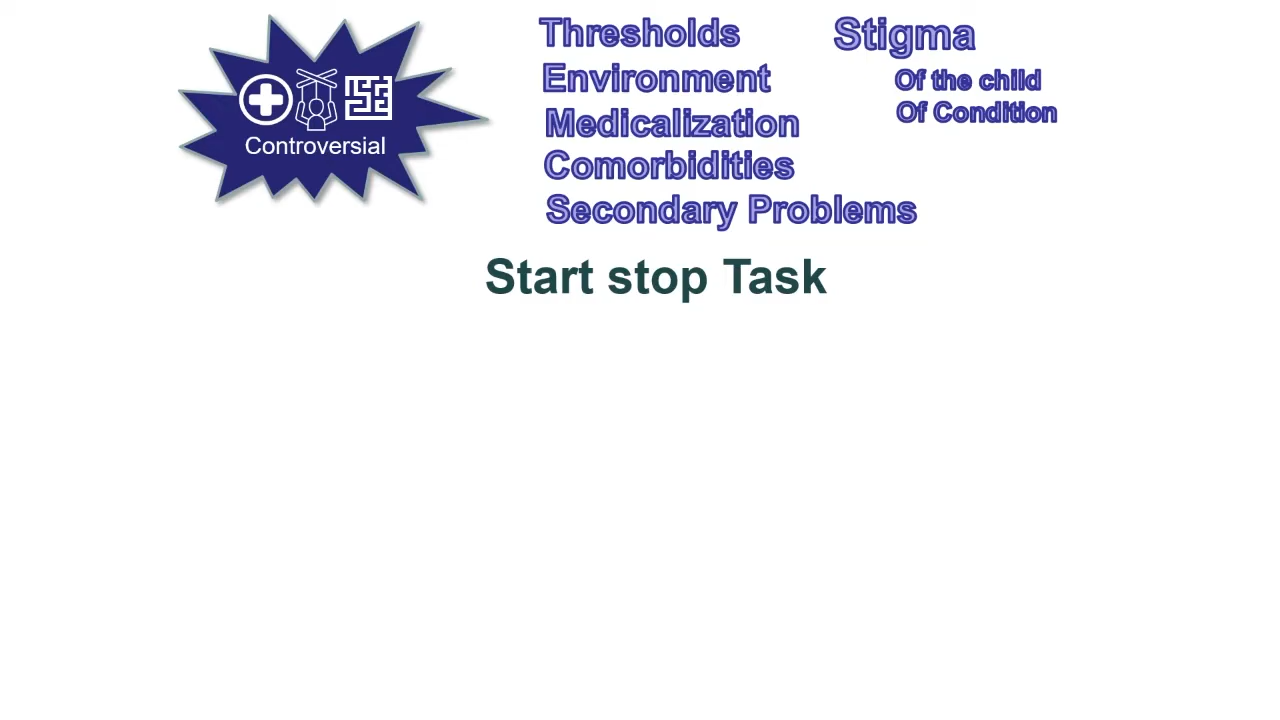 Controversial
Thresholds
Environment
Medicalization
Comorbidities
Secondary Problems
Stigma
Of the child
Of Condition
Start stop Task